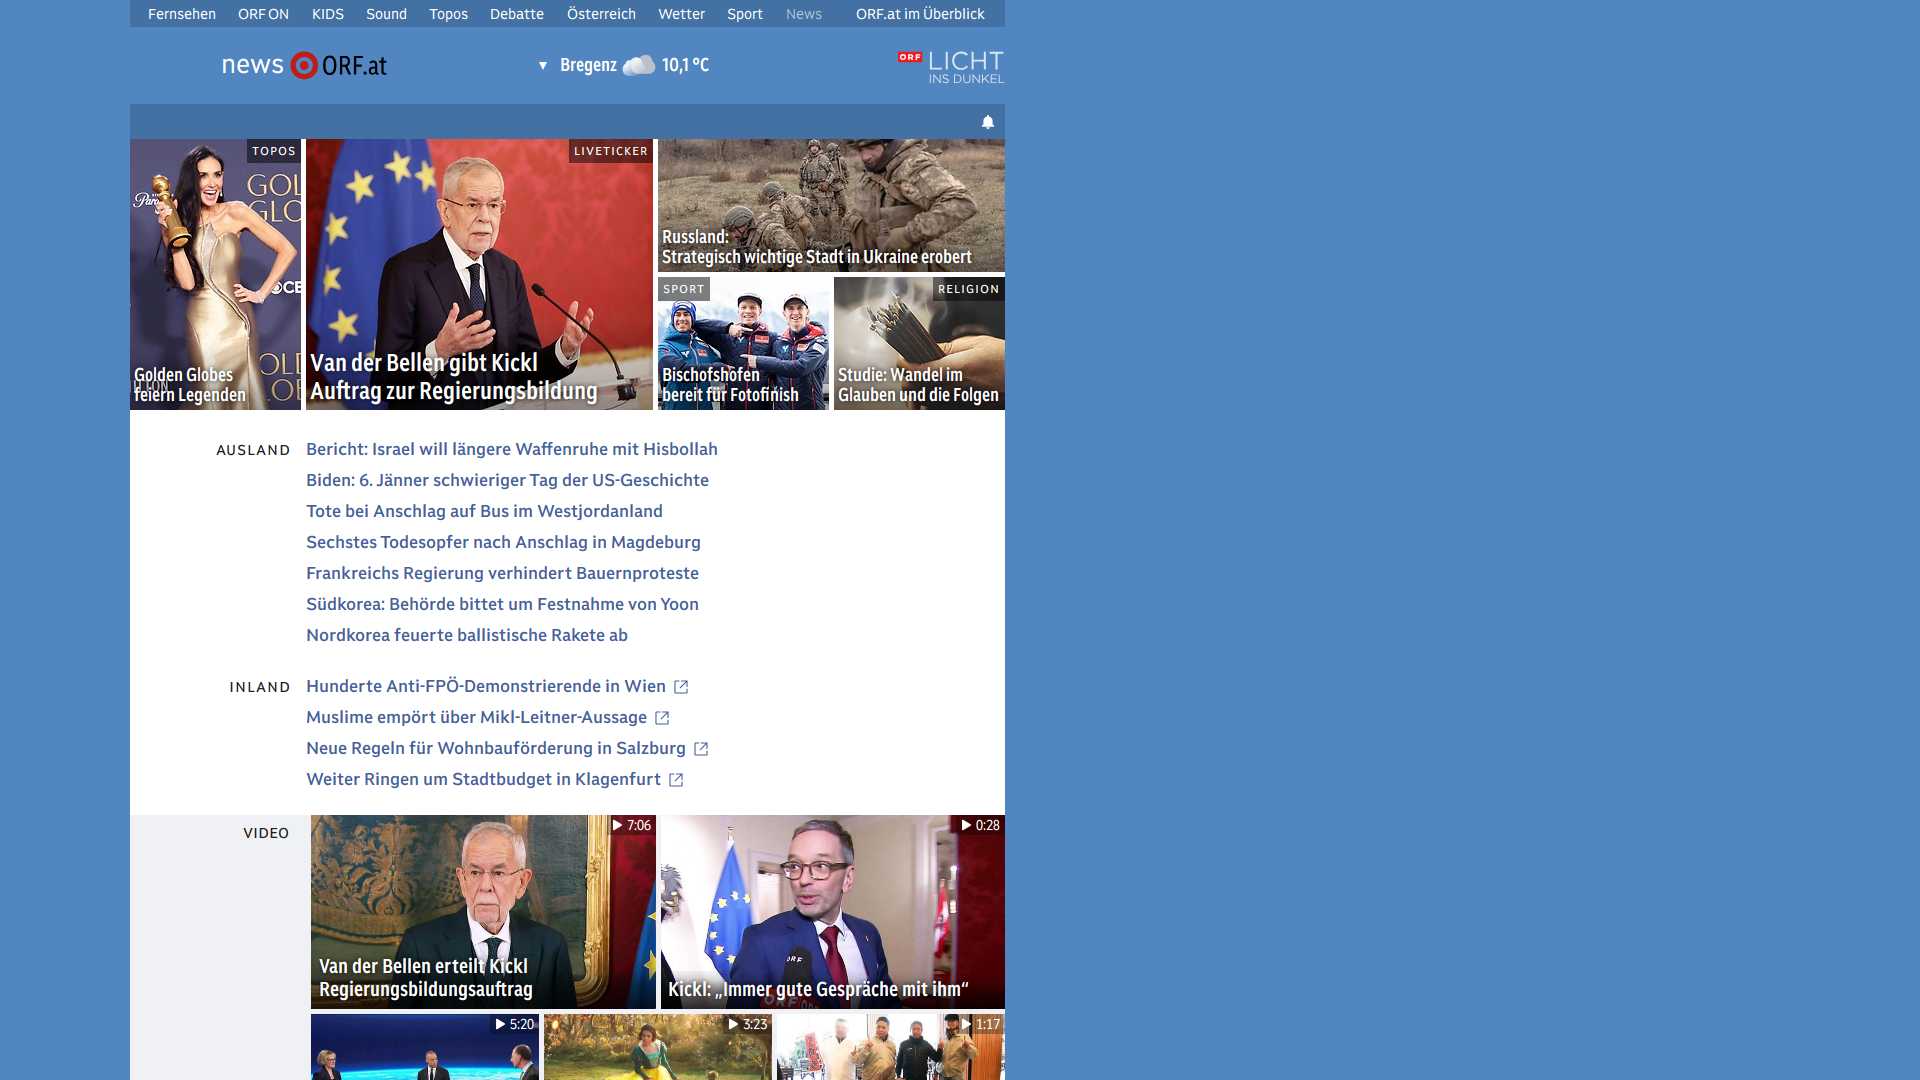 Fernsehen ORF ON KIDS Sound Topos Debatte Österreich Wetter Sport News ORF.at im Überblick
news ORF.at
▼ Bregenz 10,1 °C
ORF LICHT
INS DUNKEL
TOPOS
Golden Globes
feiern Legenden
LIVETICKER
Van der Bellen gibt Kickl
Auftrag zur Regierungsbildung
Russland:
Strategisch wichtige Stadt in Ukraine erobert
SPORT
Bischofshofen
bereit für Fotofinish
RELIGION
Studie: Wandel im
Glauben und die Folgen
AUSLAND
Bericht: Israel will längere Waffenruhe mit Hisbollah
Biden: 6. Jänner schwieriger Tag der US-Geschichte
Tote bei Anschlag auf Bus im Westjordanland
Sechstes Todesopfer nach Anschlag in Magdeburg
Frankreichs Regierung verhindert Bauernproteste
Südkorea: Behörde bittet um Festnahme von Yoon
Nordkorea feuerte ballistische Rakete ab
INLAND
Hunderte Anti-FPÖ-Demonstrierende in Wien
Muslime empört über Mikl-Leitner-Aussage
Neue Regeln für Wohnbauförderung in Salzburg
Weiter Ringen um Stadtbudget in Klagenfurt
VIDEO
7:06
Van der Bellen erteilt Kickl
Regierungsbildungsauftrag
0:28
ORF
Kickl: „Immer gute Gespräche mit ihm“
5:20
3:23
1:17